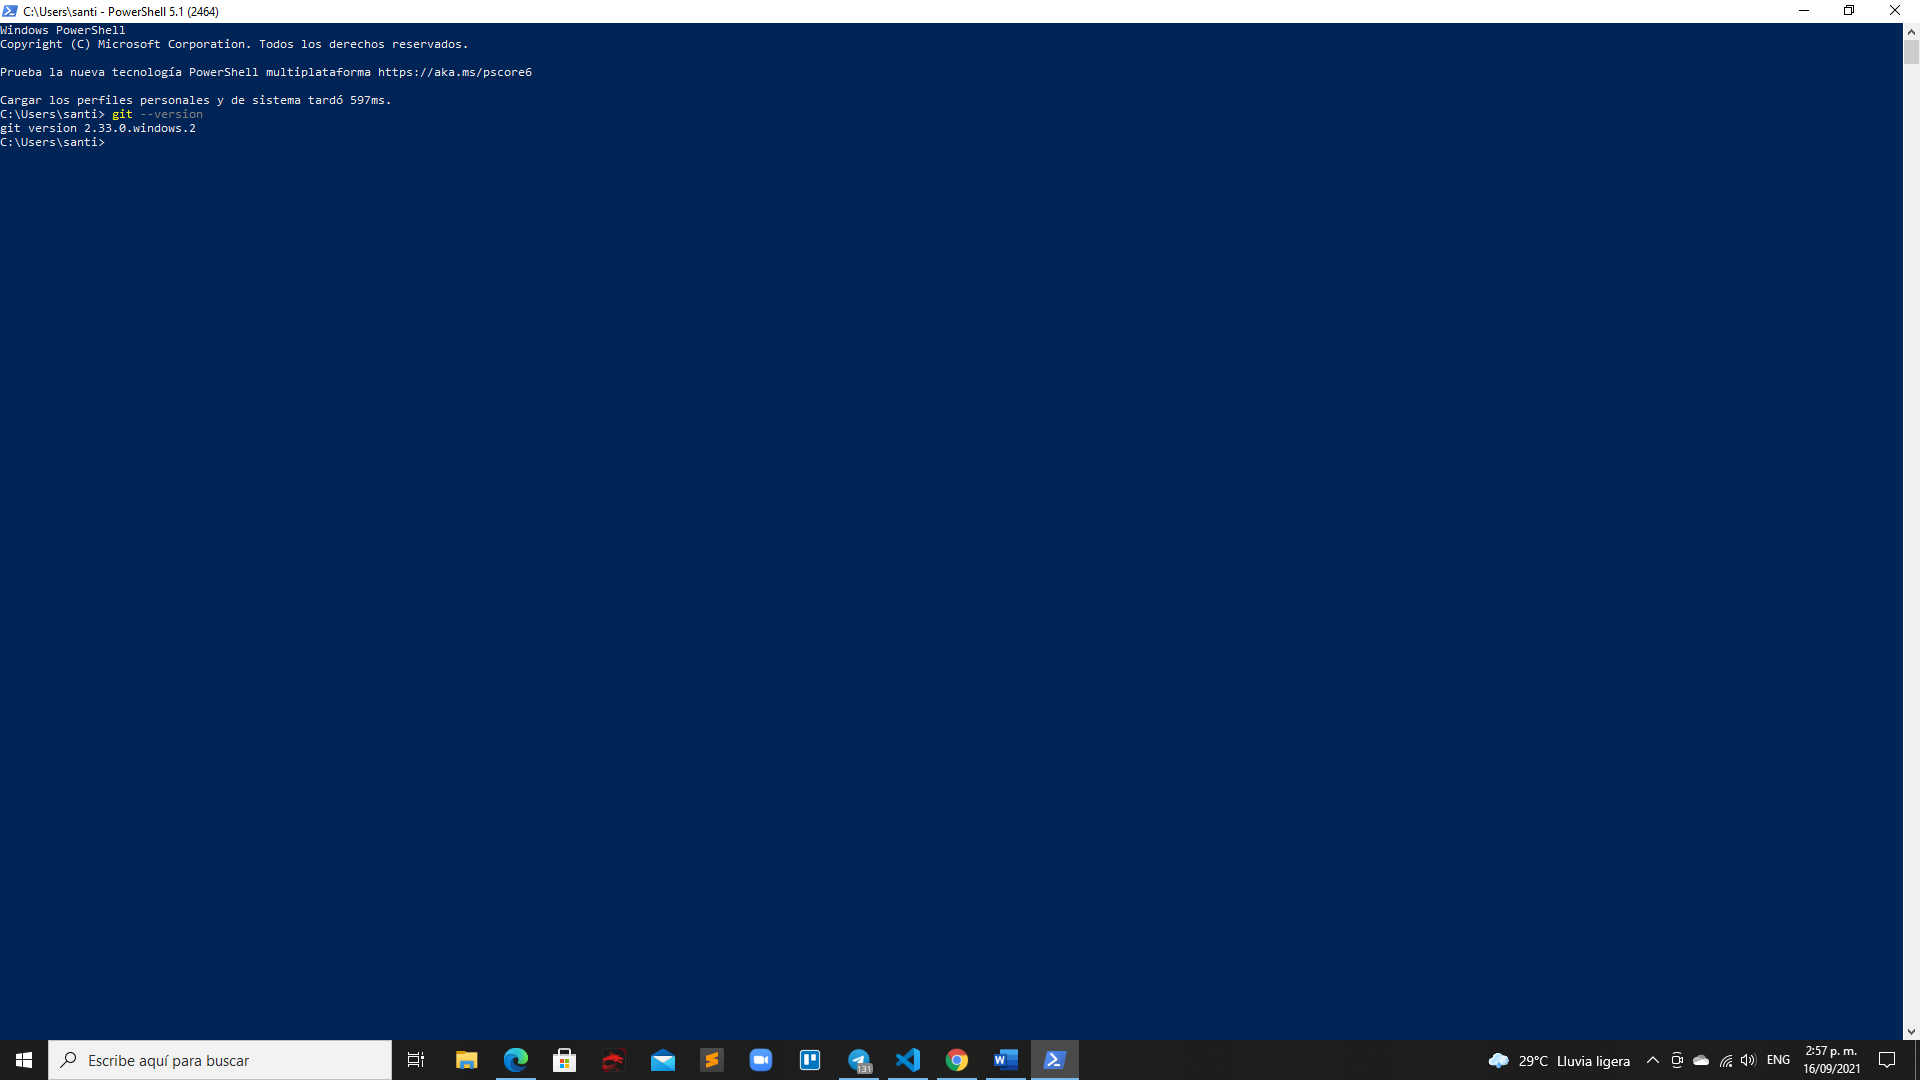 C:\Users\santi - PowerShell 5.1 (2464)
Windows PowerShell
Copyright (C) Microsoft Corporation. Todos los derechos reservados.
Prueba la nueva tecnología PowerShell multiplataforma https://aka.ms/pscore6
Cargar los perfiles personales y de sistema tardó 597ms.
C:\Users\santi> git --version
git version 2.33.0.windows.2
C:\Users\santi>
Escribe aquí para buscar
131
29°C Lluvia ligera
ENG
2:57 p. m.
16/09/2021